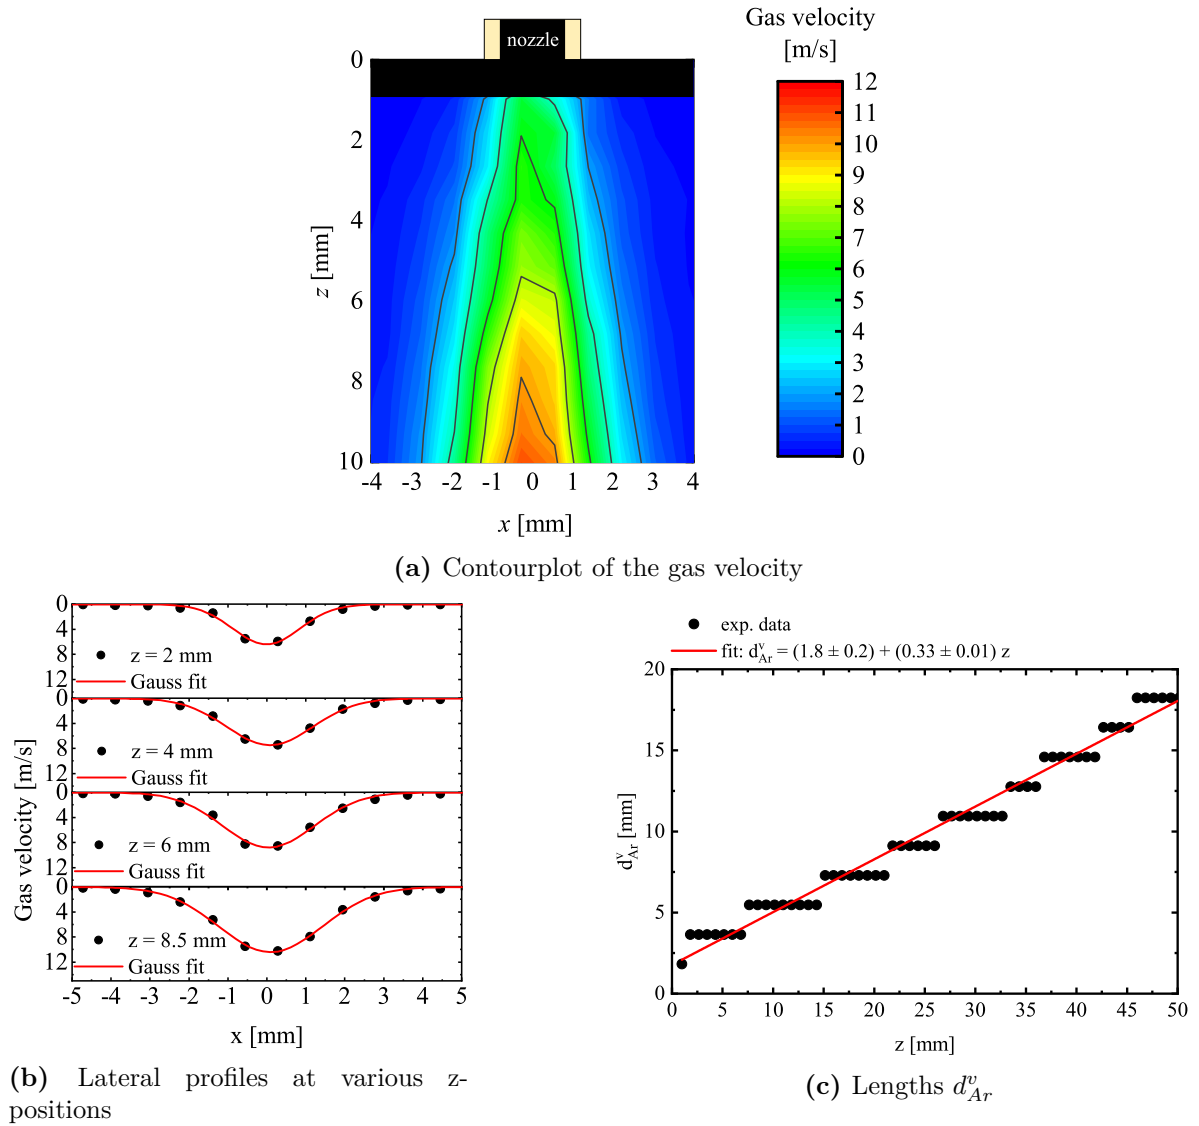 Gas velocity
[m/s]
nozzle
0
2
4
6
8
10
z [mm]
-4 -3 -2 -1 0 1 2 3 4
x [mm]
12
11
10
9
8
7
6
5
4
3
2
1
0
(a) Contourplot of the gas velocity
Gas velocity [m/s]
0
4
8
12
z = 2 mm
Gauss fit
0
4
8
12
z = 4 mm
Gauss fit
0
4
8
12
z = 6 mm
Gauss fit
0
4
8
12
z = 8.5 mm
Gauss fit
-5 -4 -3 -2 -1 0 1 2 3 4 5
x [mm]
(b) Lateral profiles at various z-
positions
exp. data
fit: d^v_Ar = (1.8 ± 0.2) + (0.33 ± 0.01) z
20
15
10
5
0
d^v_Ar [mm]
0 5 10 15 20 25 30 35 40 45 50
z [mm]
(c) Lengths d^v_Ar